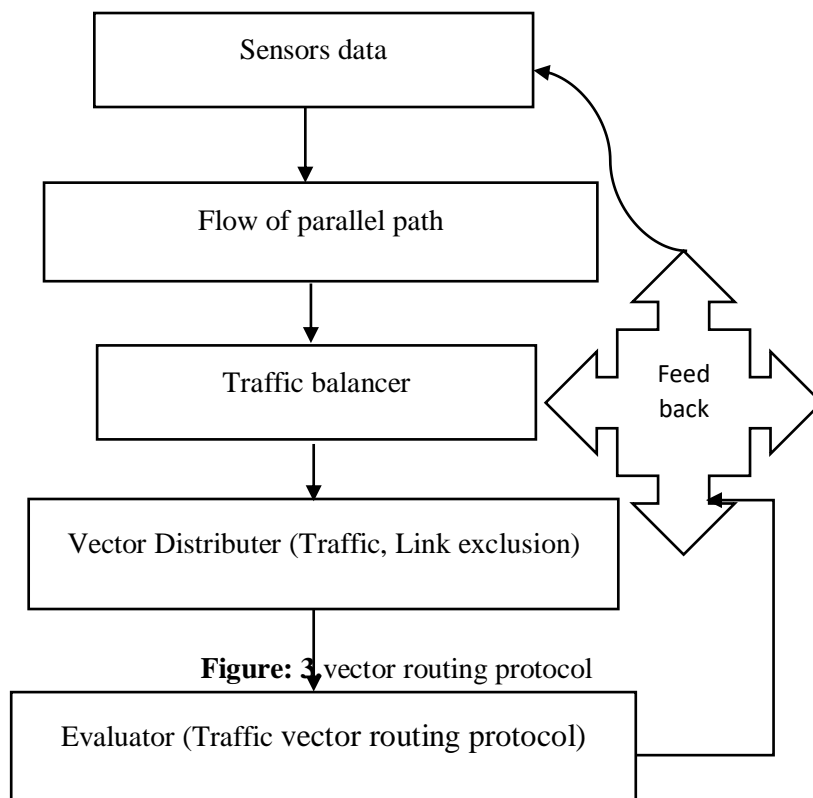 Sensors data
Flow of parallel path
Traffic balancer
Feed
back
Vector Distributer (Traffic, Link exclusion)
Figure: 3.vector routing protocol
Evaluator (Traffic vector routing protocol)